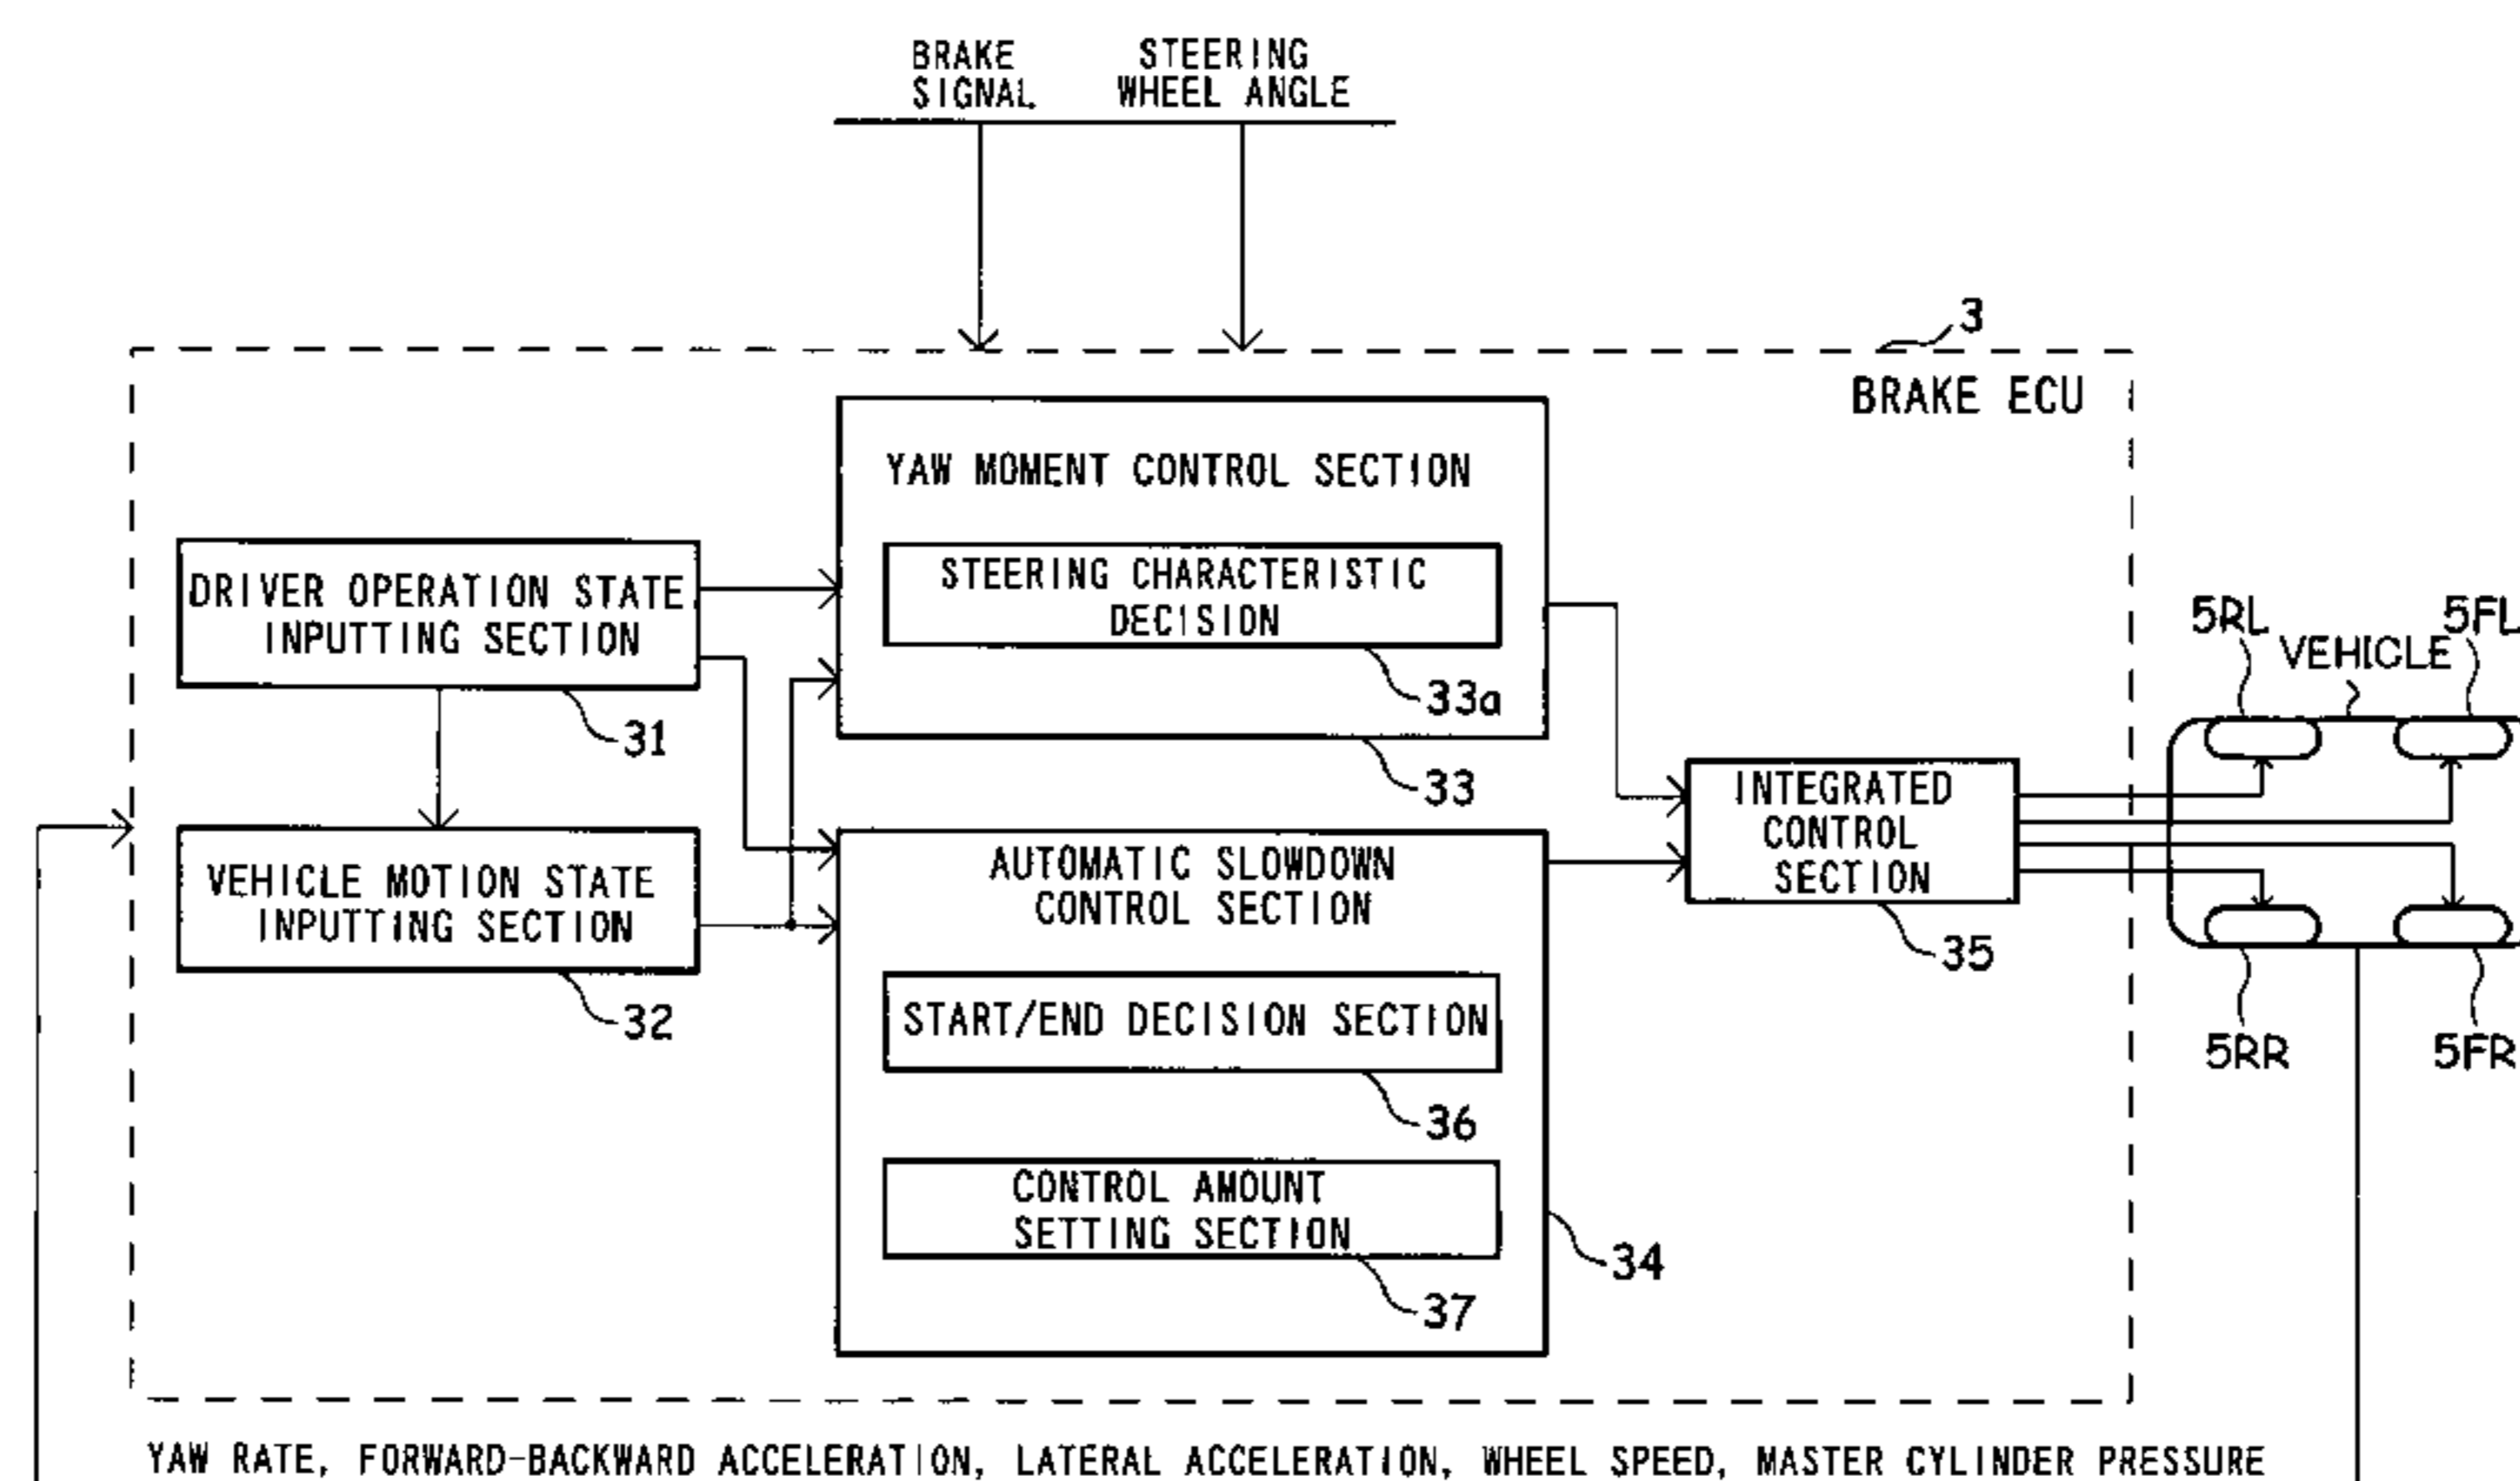 BRAKE
SIGNAL
STEERING
WHEEL ANGLE
3
BRAKE ECU
YAW MOMENT CONTROL SECTION
STEERING CHARACTERISTIC
DECISION
33a
33
DRIVER OPERATION STATE
INPUTTING SECTION
31
VEHICLE MOTION STATE
INPUTTING SECTION
32
AUTOMATIC SLOWDOWN
CONTROL SECTION
START/END DECISION SECTION
36
CONTROL AMOUNT
SETTING SECTION
37
34
INTEGRATED
CONTROL
SECTION
35
5RL
VEHICLE
5FL
5RR
5FR
YAW RATE, FORWARD-BACKWARD ACCELERATION, LATERAL ACCELERATION, WHEEL SPEED, MASTER CYLINDER PRESSURE